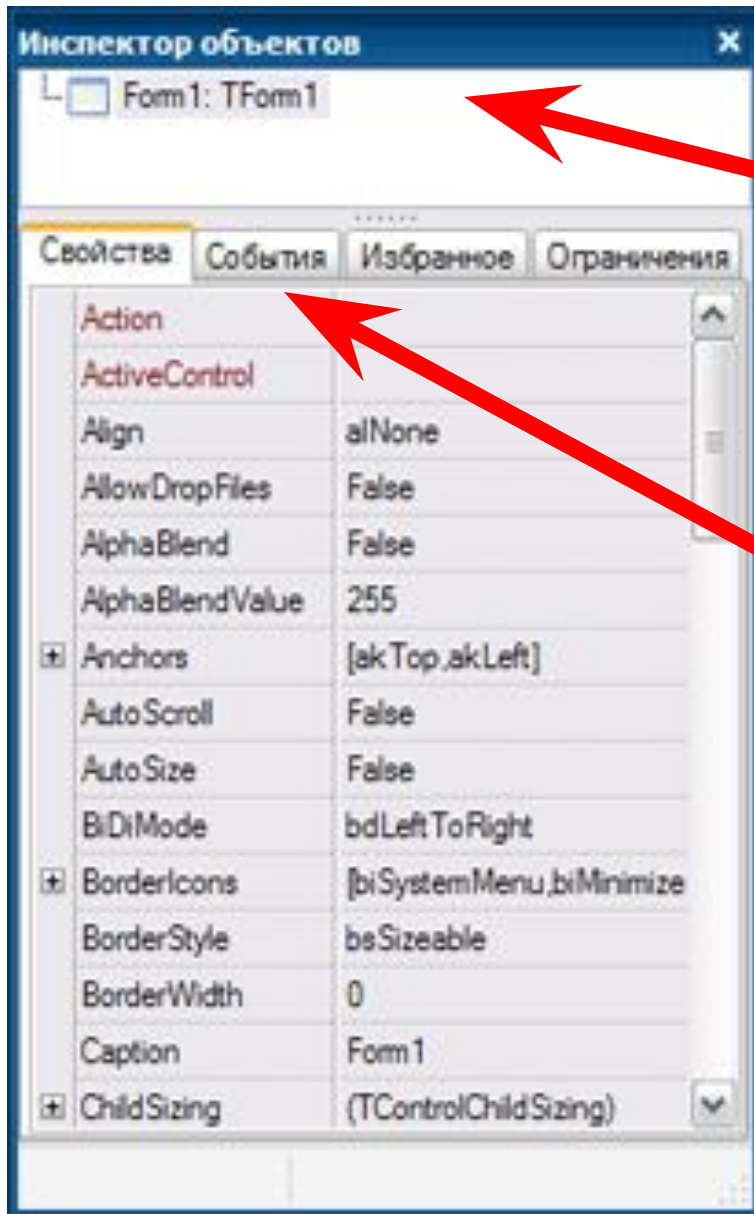 Инспектор объектов
Form1: TForm1
Свойства События Избранное Ограничения
Action
ActiveControl
Align alNone
AllowDropFiles False
AlphaBlend False
AlphaBlendValue 255
Anchors [akTop,akLeft]
AutoScroll False
AutoSize False
BiDiMode bdLeftToRight
BorderIcons [biSystemMenu,biMinimize
BorderStyle bsSizeable
BorderWidth 0
Caption Form1
ChildSizing (TControlChildSizing)